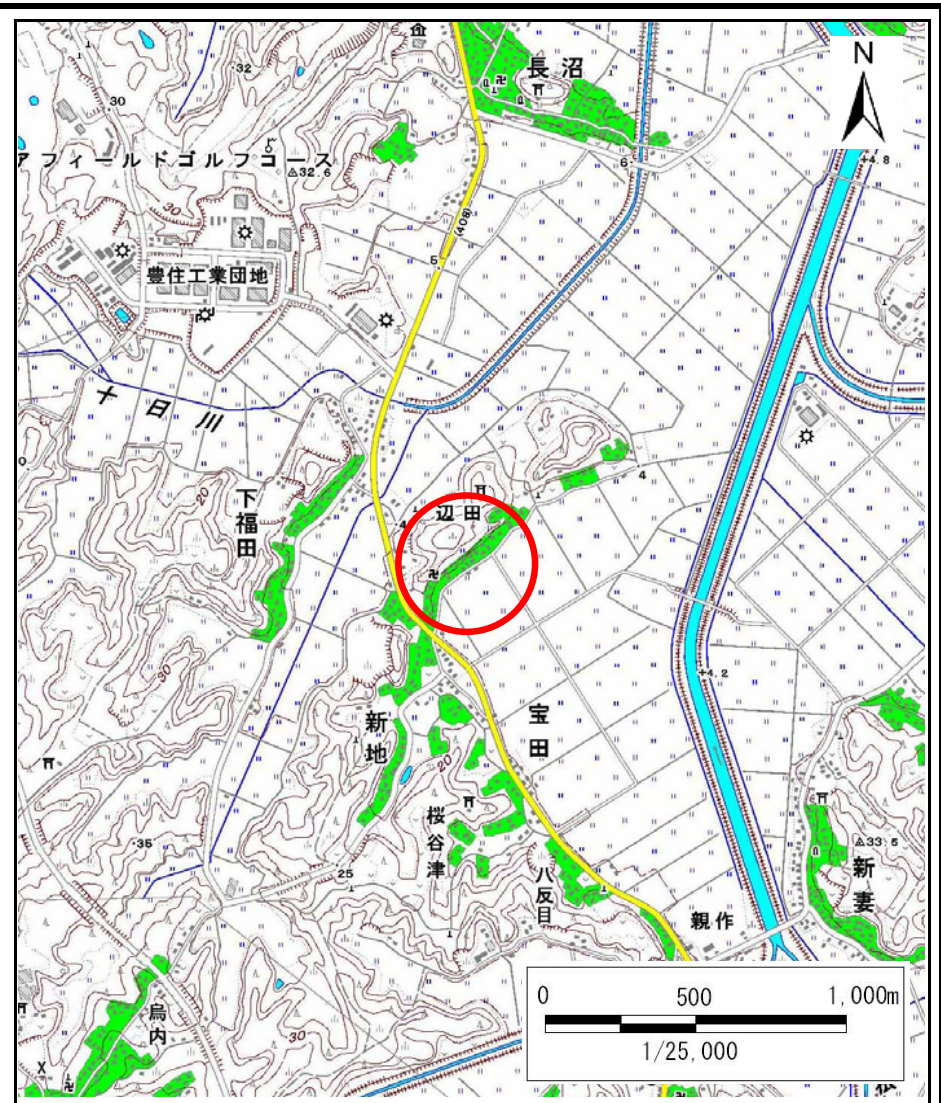 長沼
N
32
30
アフィールドゴルフコース
32.6
+4.8
6
30
(408)
5
豊住工業団地
十日川
20
下福田
辺田
4
4
30
+4.2
新地
宝田
20
桜谷津
35
25
八反目
33.5
新妻
親作
烏内
30
0 500 1,000m
1/25,000